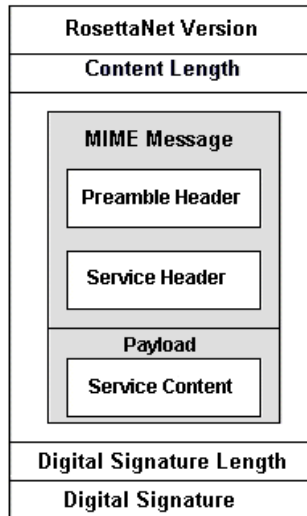 RosettaNet Version
Content Length
MIME Message
Preamble Header
Service Header
Payload
Service Content
Digital Signature Length
Digital Signature